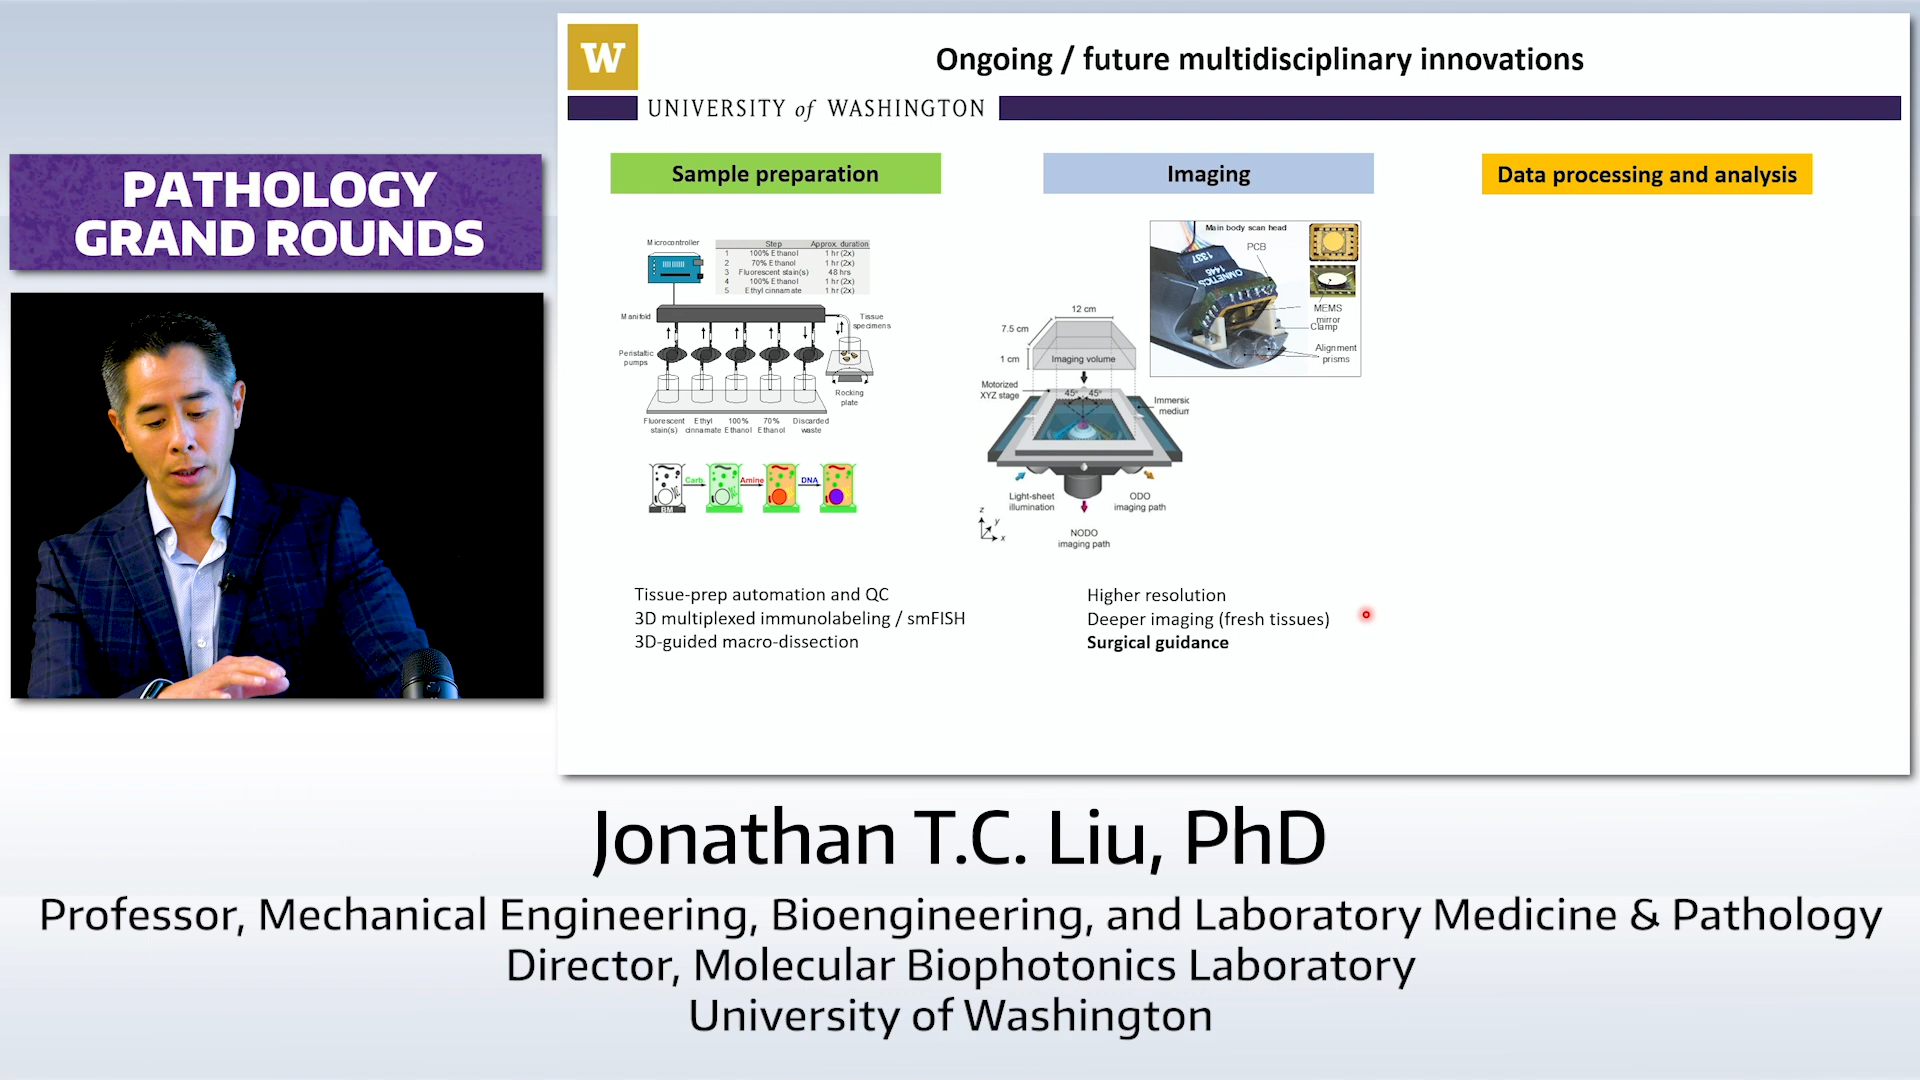 PATHOLOGY
GRAND ROUNDS
W
Ongoing / future multidisciplinary innovations
UNIVERSITY of WASHINGTON
Sample preparation
Microcontroller
Step Approx. duration
1 100% Ethanol 1 hr (2x)
2 70% Ethanol 1 hr (2x)
3 Fluorescent stain(s) 48 hrs
4 100% Ethanol 1 hr (2x)
5 Ethyl cinnamate 1 hr (2x)
Manifold
Tissue
specimens
Peristaltic
pumps
Rocking
plate
Fluorescent
stain(s)
Ethyl
cinnamate
100%
Ethanol
70%
Ethanol
Discarded
waste
BM
Carb.
Amine
DNA
Tissue-prep automation and QC
3D multiplexed immunolabeling / smFISH
3D-guided macro-dissection
Imaging
Main body scan head
PCB
1337
1446
OMNETICS
MEMS
mirror
Clamp
Alignment
prisms
12 cm
7.5 cm
1 cm
Imaging volume
Motorized
XYZ stage
45° 45°
Immersic
medium
Light-sheet
illumination
ODO
imaging path
NODO
imaging path
z
y
x
Higher resolution
Deeper imaging (fresh tissues)
Surgical guidance
Data processing and analysis
Jonathan T.C. Liu, PhD
Professor, Mechanical Engineering, Bioengineering, and Laboratory Medicine & Pathology
Director, Molecular Biophotonics Laboratory
University of Washington